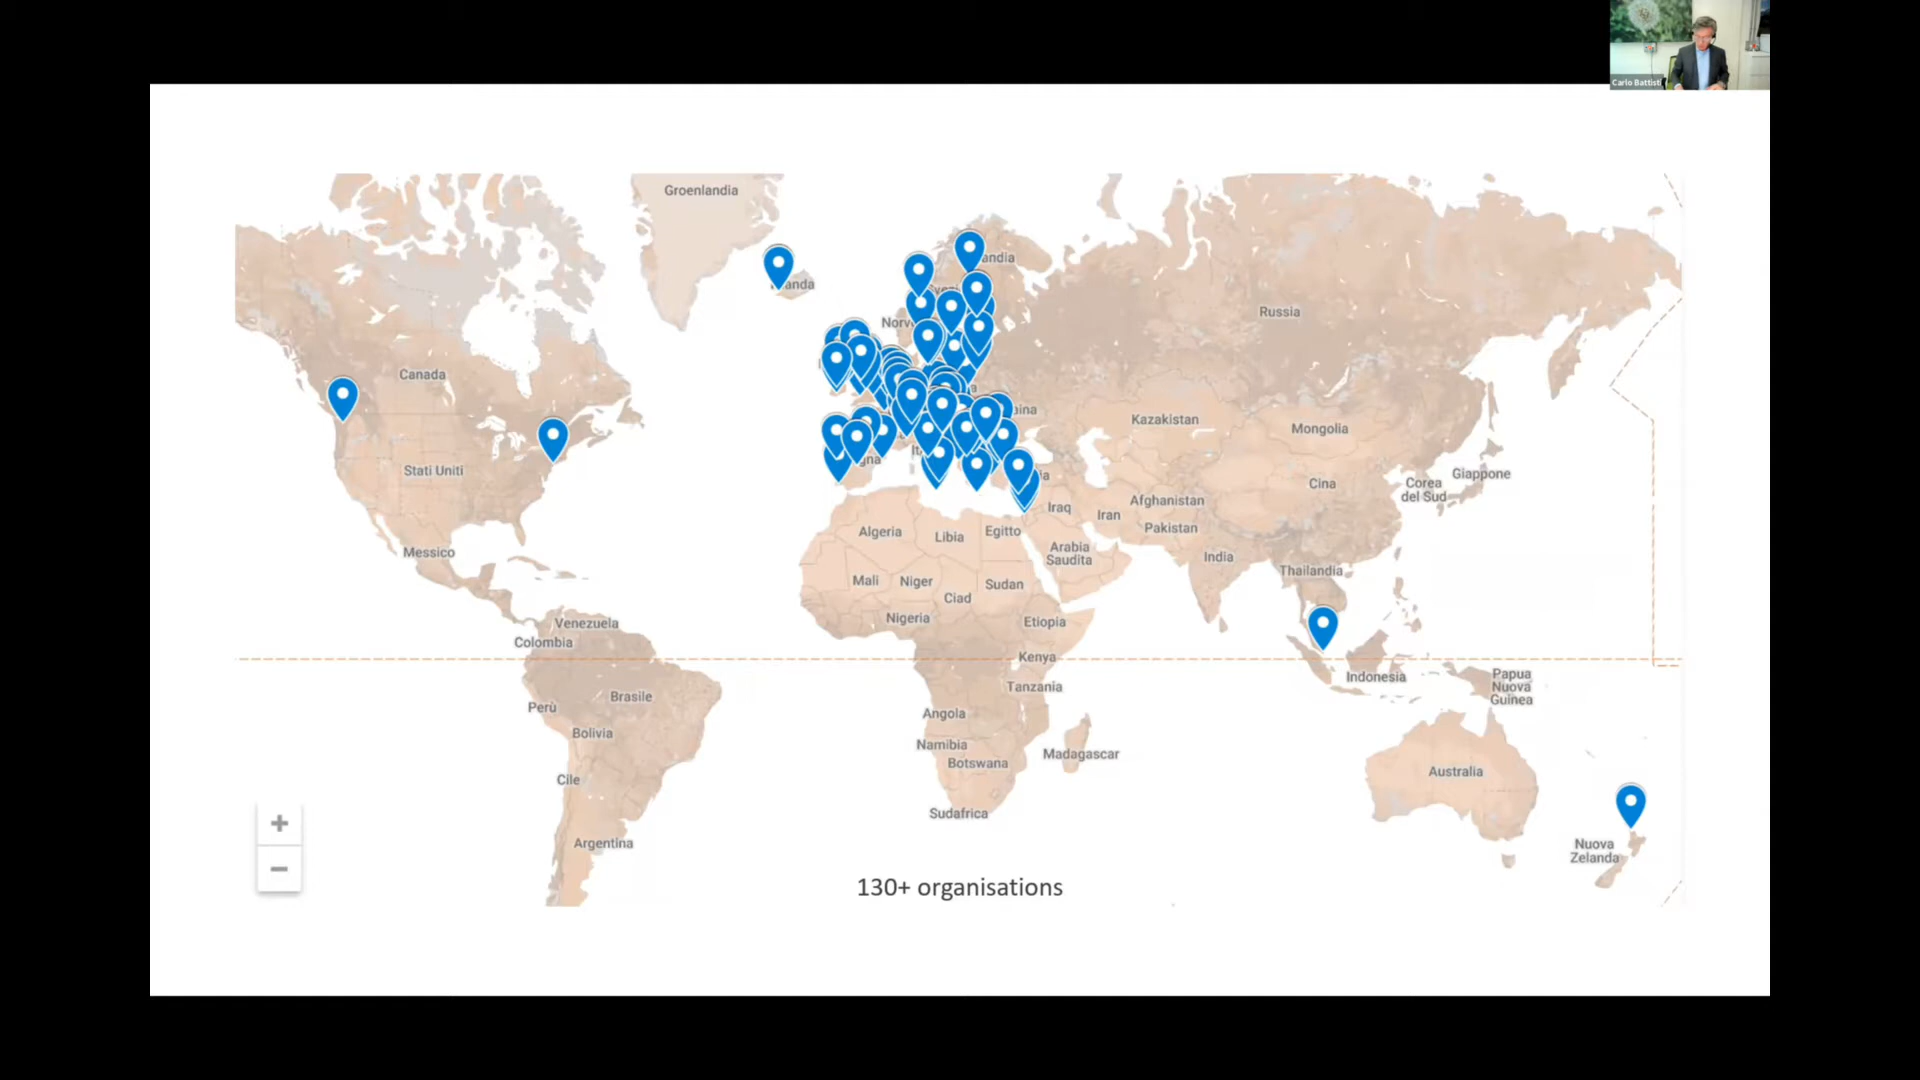 Carlo Battisti
Groenlandia
Norv
Russia
Canada
Kazakistan
Mongolia
Stati Uniti
Giappone
Cina
Corea
del Sud
Afghanistan
Iraq
Iran
Pakistan
Algeria
Libia
Egitto
Arabia
Saudita
India
Messico
Thailandia
Mali
Niger
Sudan
Ciad
Nigeria
Etiopia
Venezuela
Colombia
Kenya
Indonesia
Papua
Nuova
Guinea
Tanzania
Brasile
Perù
Angola
Bolivia
Namibia
Madagascar
Botswana
Australia
Cile
Sudafrica
Argentina
Nuova
Zelanda
130+ organisations